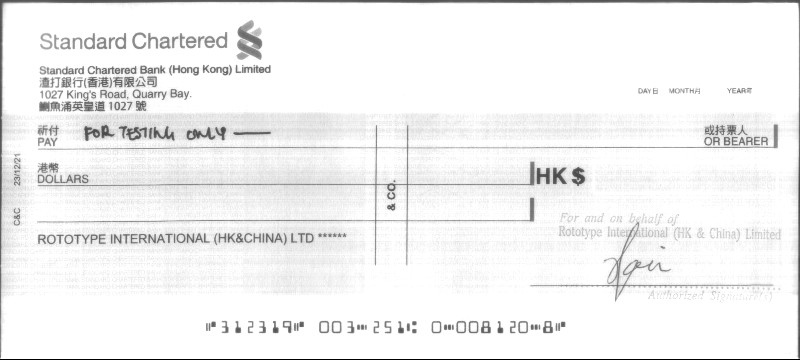 Standard Chartered
Standard Chartered Bank (Hong Kong) Limited
渣打銀行(香港)有限公司
1027 King's Road, Quarry Bay.
鰂魚涌英皇道 1027 號
DAY日 MONTH月 YEAR年
祈付 PAY FOR TESTING ONLY
或持票人 OR BEARER
港幣 DOLLARS
HK $
& CO.
C&C 23/12/21
ROTOTYPE INTERNATIONAL (HK&CHINA) LTD ******
For and on behalf of
Rototype International (HK & China) Limited
Authorized Signature(s)
⑈312319⑈ 003⑉251⑆ 0⑉008120⑉8⑈